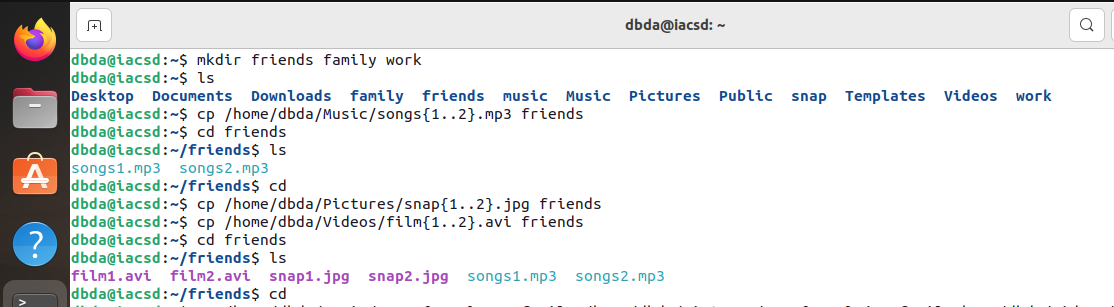 dbda@iacsd: ~
dbda@iacsd:~$ mkdir friends family work
dbda@iacsd:~$ ls
Desktop  Documents  Downloads  family  friends  music  Music  Pictures  Public  snap  Templates  Videos  work
dbda@iacsd:~$ cp /home/dbda/Music/songs{1..2}.mp3 friends
dbda@iacsd:~$ cd friends
dbda@iacsd:~/friends$ ls
songs1.mp3  songs2.mp3
dbda@iacsd:~/friends$ cd
dbda@iacsd:~$ cp /home/dbda/Pictures/snap{1..2}.jpg friends
dbda@iacsd:~$ cp /home/dbda/Videos/film{1..2}.avi friends
dbda@iacsd:~$ cd friends
dbda@iacsd:~/friends$ ls
film1.avi  film2.avi  snap1.jpg  snap2.jpg  songs1.mp3  songs2.mp3
dbda@iacsd:~/friends$ cd